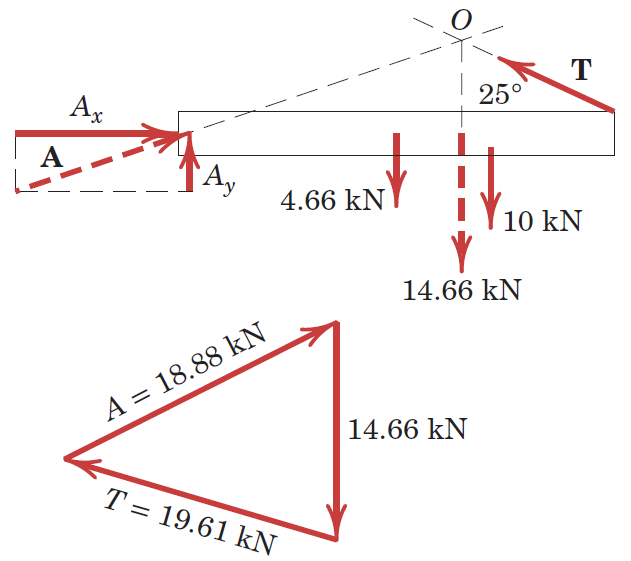 O
T
25°
Aₓ
A
A_y
4.66 kN
10 kN
14.66 kN
A = 18.88 kN
14.66 kN
T = 19.61 kN